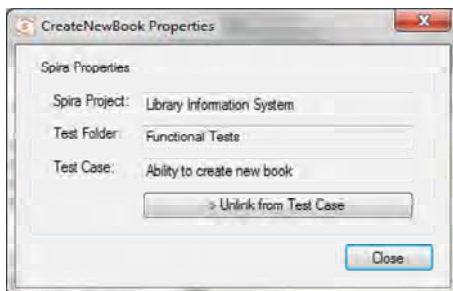 CreateNewBook Properties
Spira Properties
Spira Project: Library Information System
Test Folder: Functional Tests
Test Case: Ability to create new book
> Unlink from Test Case
Close